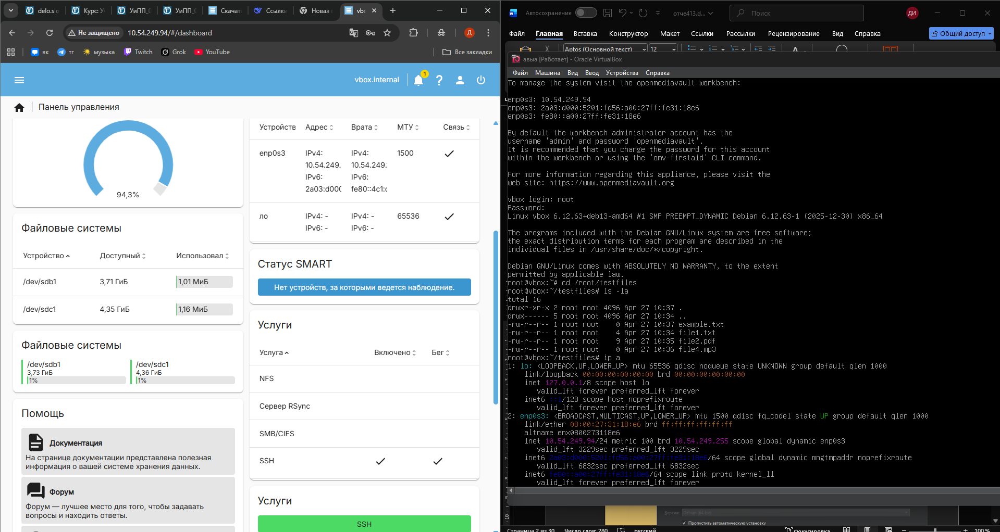 delo.slo
Курс: Уч
УиПП_0
УиПП_0
Скачат
Ссылки
Новая
vbo
Не защищено
10.54.249.94/#/dashboard
Д
вк
тг
музыка
Twitch
Grok
YouTube
Все закладки
vbox.internal
1
Панель управления
94,3%
Файловые системы
Устройство
Доступный
Использовал
/dev/sdb1
3,71 ГиБ
1,01 МиБ
/dev/sdc1
4,35 ГиБ
1,16 МиБ
Файловые системы
/dev/sdb1
3,73 ГиБ
1%
/dev/sdc1
4,36 ГиБ
1%
Помощь
Документация
На странице документации представлена полезная
информация о вашей системе хранения данных.
Форум
Форум — лучшее место для того, чтобы задавать
вопросы и находить ответы.
Устройств
Адрес
Врата
МТУ
Связь
enp0s3
IPv4:
10.54.249.
IPv6:
2a03:d000
IPv4:
10.54.249.
IPv6:
fe80::4c1:c
1500
ло
IPv4: -
IPv6: -
IPv4: -
IPv6: -
65536
Статус SMART
Нет устройств, за которыми ведется наблюдение.
Услуги
Услуга
Включено
Бег
NFS
Сервер RSync
SMB/CIFS
SSH
Услуги
SSH
Автосохранение
отче413.d...
Поиск
ДИ
Файл
Главная
Вставка
Конструктор
Макет
Ссылки
Рассылки
Рецензирование
Вид
Справка
Общий доступ
Aptos (Основной текст)
12
авыа [Работает] - Oracle VirtualBox
Файл
Машина
Вид
Ввод
Устройства
Справка
To manage the system visit the openmediavault workbench:
enp0s3: 10.54.249.94
enp0s3: 2a03:d000:5201:fd56:a00:27ff:fe31:18e6
enp0s3: fe80::a00:27ff:fe31:18e6
By default the workbench administrator account has the
username 'admin' and password 'openmediavault'.
It is recommended that you change the password for this account
within the workbench or using the 'omv-firstaid' CLI command.
For more information regarding this appliance, please visit the
web site: https://www.openmediavault.org
vbox login: root
Password:
Linux vbox 6.12.63+deb13-amd64 #1 SMP PREEMPT_DYNAMIC Debian 6.12.63-1 (2025-12-30) x86_64
The programs included with the Debian GNU/Linux system are free software;
the exact distribution terms for each program are described in the
individual files in /usr/share/doc/*/copyright.
Debian GNU/Linux comes with ABSOLUTELY NO WARRANTY, to the extent
permitted by applicable law.
root@vbox:~# cd /root/testfiles
root@vbox:~/testfiles# ls -la
total 16
drwxr-xr-x 2 root root 4096 Apr 27 10:37 .
drwx------ 5 root root 4096 Apr 27 10:34 ..
-rw-r--r-- 1 root root    0 Apr 27 10:37 example.txt
-rw-r--r-- 1 root root    4 Apr 27 10:34 file1.txt
-rw-r--r-- 1 root root    9 Apr 27 10:35 file2.pdf
-rw-r--r-- 1 root root    0 Apr 27 10:36 file4.mp3
root@vbox:~/testfiles# ip a
1: lo: <LOOPBACK,UP,LOWER_UP> mtu 65536 qdisc noqueue state UNKNOWN group default qlen 1000
link/loopback 00:00:00:00:00:00 brd 00:00:00:00:00:00
inet 127.0.0.1/8 scope host lo
valid_lft forever preferred_lft forever
inet6 ::1/128 scope host noprefixroute
valid_lft forever preferred_lft forever
2: enp0s3: <BROADCAST,MULTICAST,UP,LOWER_UP> mtu 1500 qdisc fq_codel state UP group default qlen 1000
link/ether 08:00:27:31:18:e6 brd ff:ff:ff:ff:ff:ff
altname enx0800273118e6
inet 10.54.249.94/24 metric 100 brd 10.54.249.255 scope global dynamic enp0s3
valid_lft 3229sec preferred_lft 3229sec
inet6 2a03:d000:5201:fd56:a00:27ff:fe31:18e6/64 scope global dynamic mngtmpaddr noprefixroute
valid_lft 6832sec preferred_lft 6832sec
inet6 fe80::a00:27ff:fe31:18e6/64 scope link proto kernel_ll
valid_lft forever preferred_lft forever
Версия:
Debian (64-bit)
Пропустить автоматическую установку
Страница 2 из 30
Число слов: 280
русский
Фокусировка
100 %